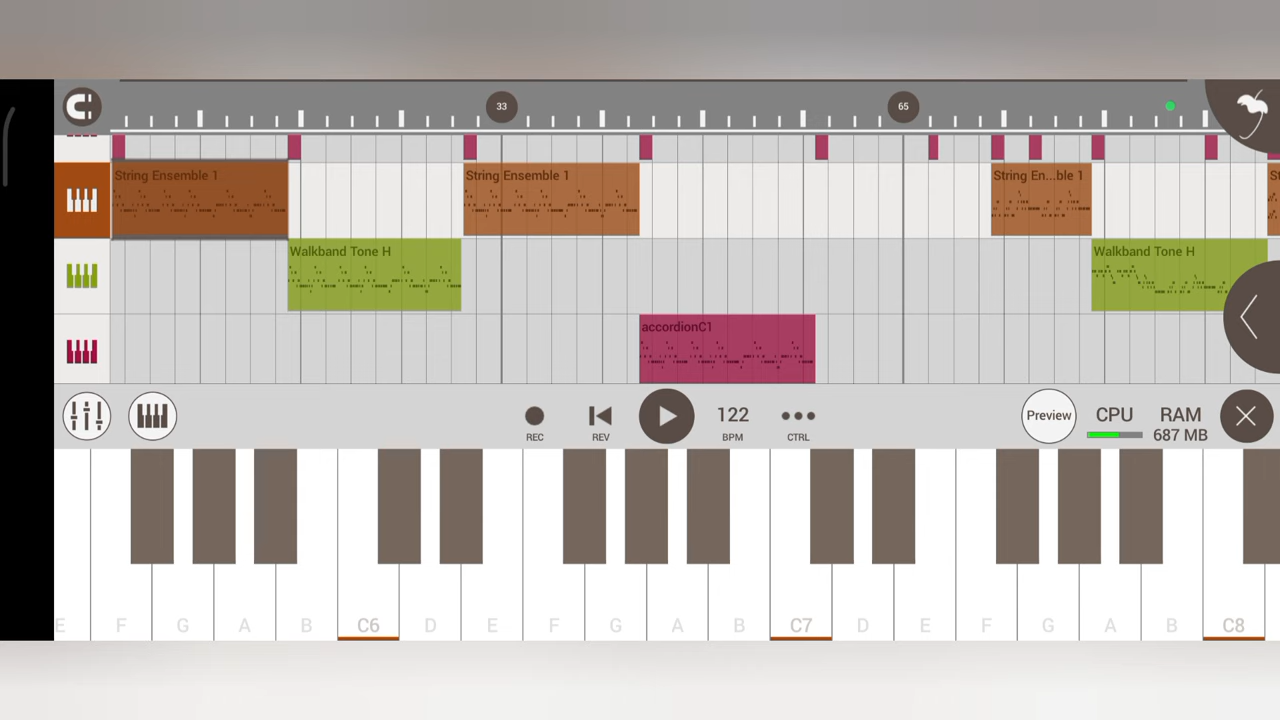 33
65
String Ensemble 1
String Ensemble 1
String En...ble 1
St
Walkband Tone H
Walkband Tone H
accordionC1
REC
REV
122
BPM
CTRL
Preview
CPU
RAM
687 MB
E F G A B C6 D E F G A B C7 D E F G A B C8